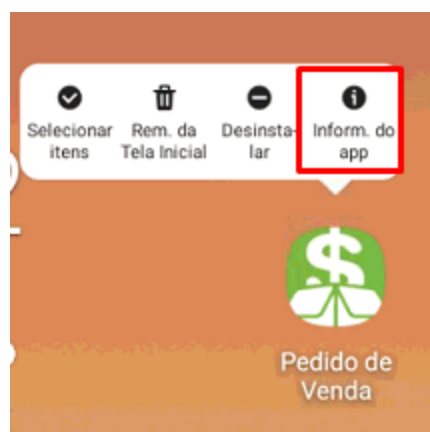 Selecionar
itens
Rem. da
Tela Inicial
Desinsta-
lar
Inform. do
app
Pedido de
Venda